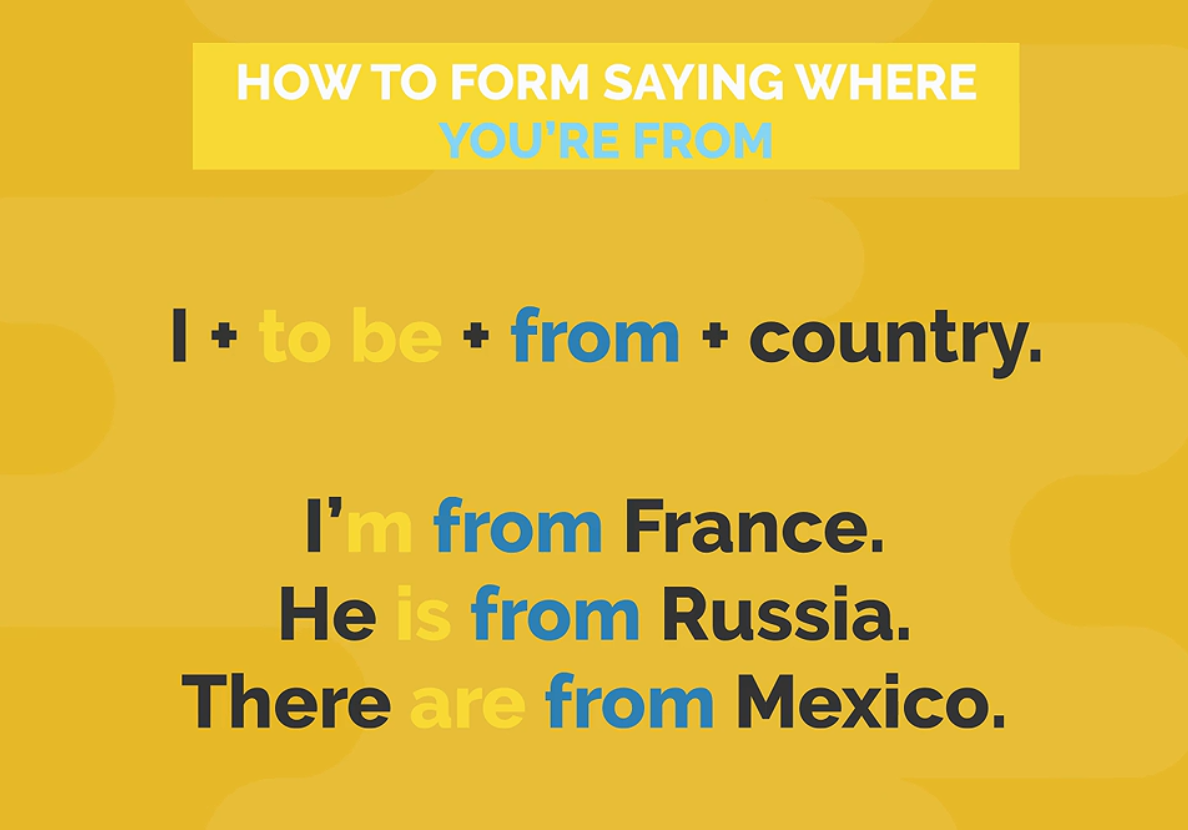 HOW TO FORM SAYING WHERE
YOU'RE FROM
I + to be + from + country.
I'm from France.
He is from Russia.
There are from Mexico.